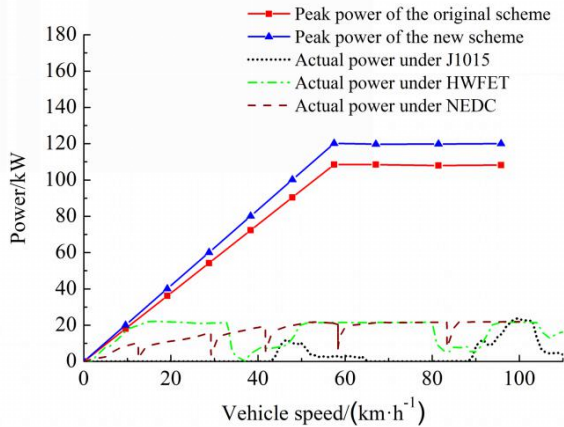 Peak power of the original scheme
Peak power of the new scheme
Actual power under J1015
Actual power under HWFET
Actual power under NEDC
180
160
140
120
100
80
60
40
20
0
Power/kW
0 20 40 60 80 100
Vehicle speed/(km·h⁻¹)